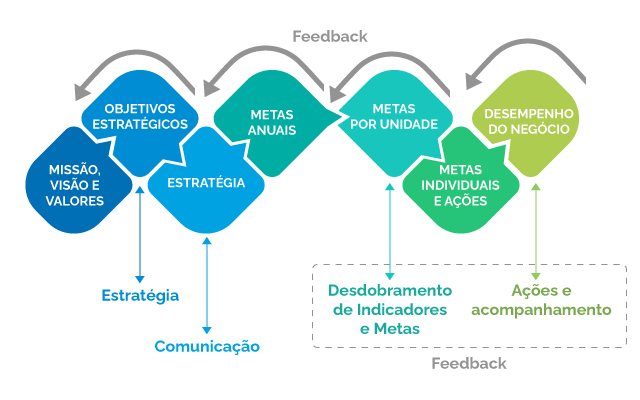 Feedback
OBJETIVOS
ESTRATÉGICOS
METAS
ANUAIS
METAS
POR UNIDADE
DESEMPENHO
DO NEGÓCIO
MISSÃO,
VISÃO E
VALORES
ESTRATÉGIA
METAS
INDIVIDUAIS
E AÇÕES
Estratégia
Comunicação
Desdobramento
de Indicadores
e Metas
Ações e
acompanhamento
Feedback